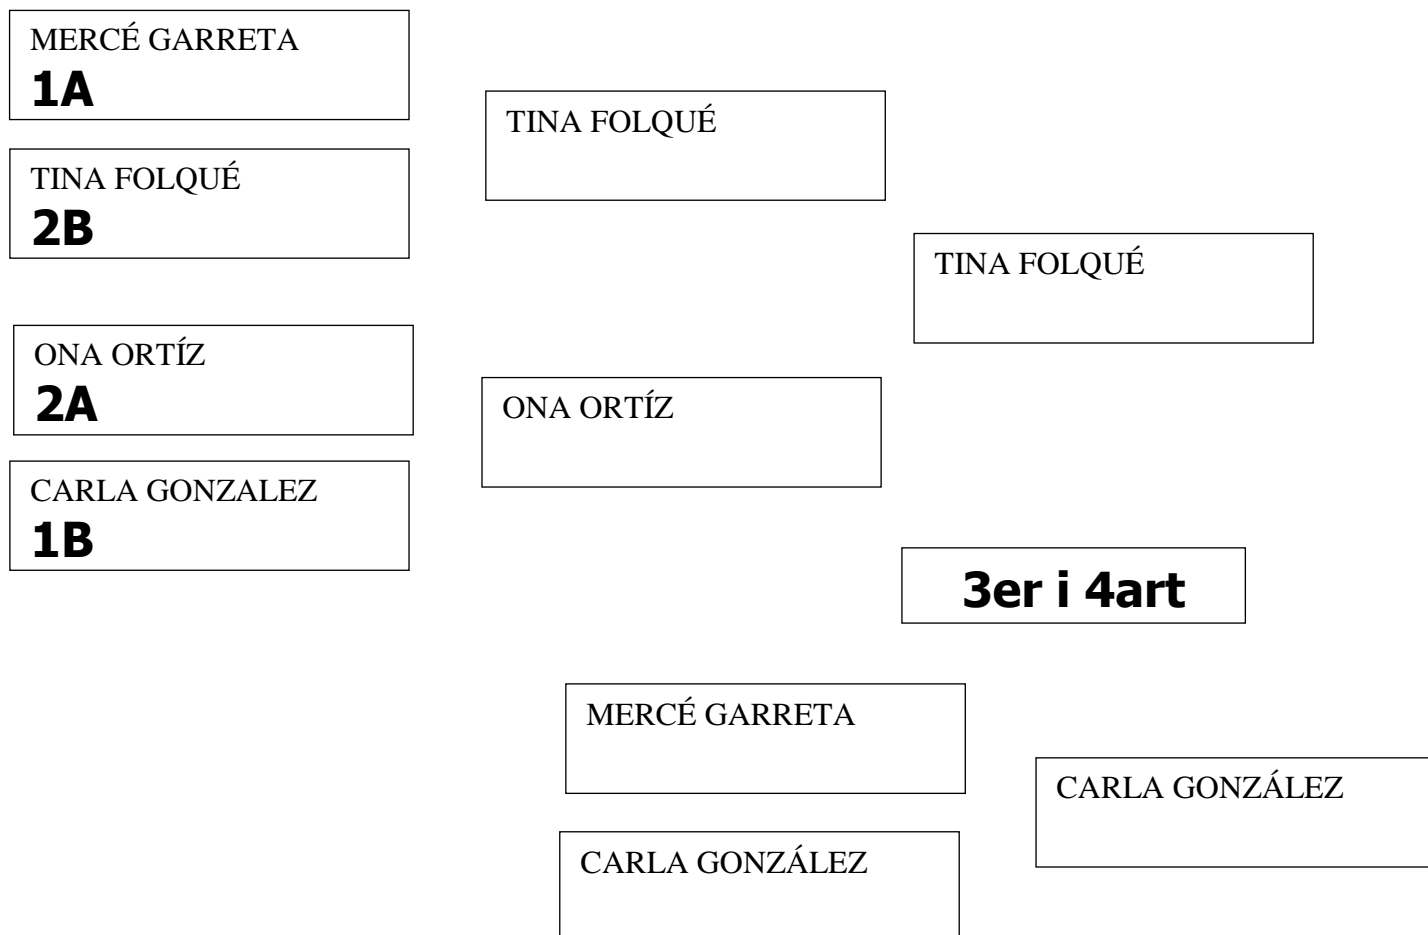 MERCÉ GARRETA
1A
TINA FOLQUÉ
2B
ONA ORTÍZ
2A
CARLA GONZALEZ
1B
TINA FOLQUÉ
ONA ORTÍZ
TINA FOLQUÉ
3er i 4art
MERCÉ GARRETA
CARLA GONZÁLEZ
CARLA GONZÁLEZ